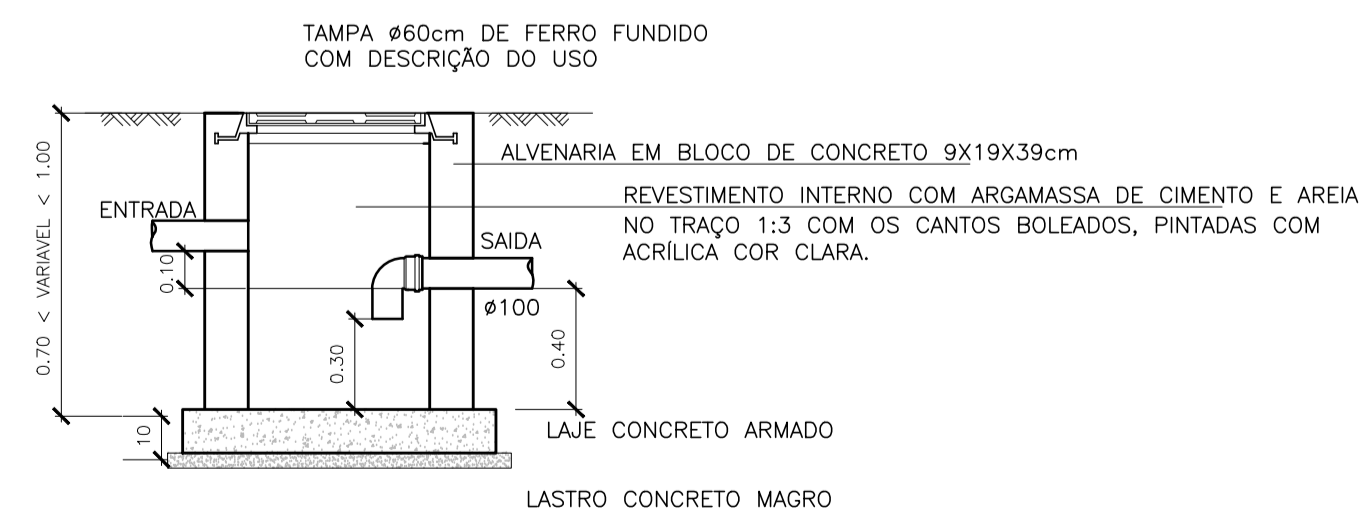 TAMPA ø60cm DE FERRO FUNDIDO
COM DESCRIÇÃO DO USO
0.70 < VARIAVEL < 1.00
ALVENARIA EM BLOCO DE CONCRETO 9X19X39cm
REVESTIMENTO INTERNO COM ARGAMASSA DE CIMENTO E AREIA
NO TRAÇO 1:3 COM OS CANTOS BOLEADOS, PINTADAS COM
ACRÍLICA COR CLARA.
ENTRADA
SAIDA
0.10
ø100
0.30
0.40
10
LAJE CONCRETO ARMADO
LASTRO CONCRETO MAGRO